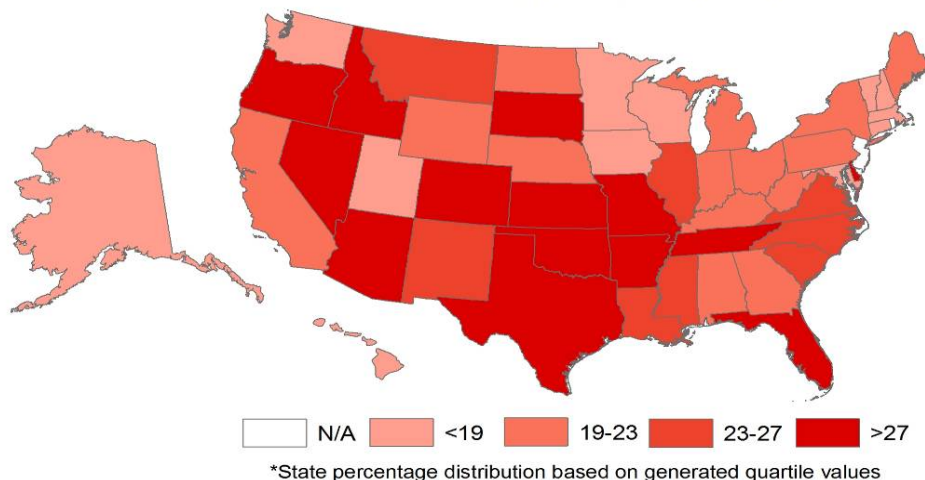 N/A <19 19-23 23-27 >27
*State percentage distribution based on generated quartile values